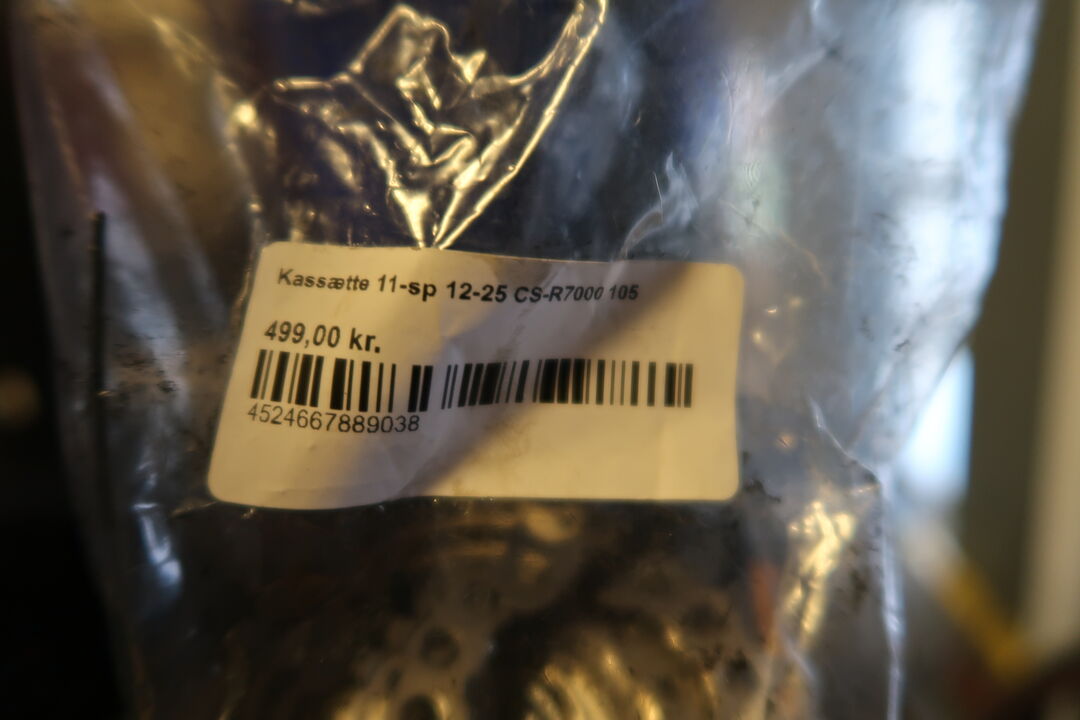 Kassætte 11-sp 12-25 CS-R7000 105
499,00 kr.
4524667889038